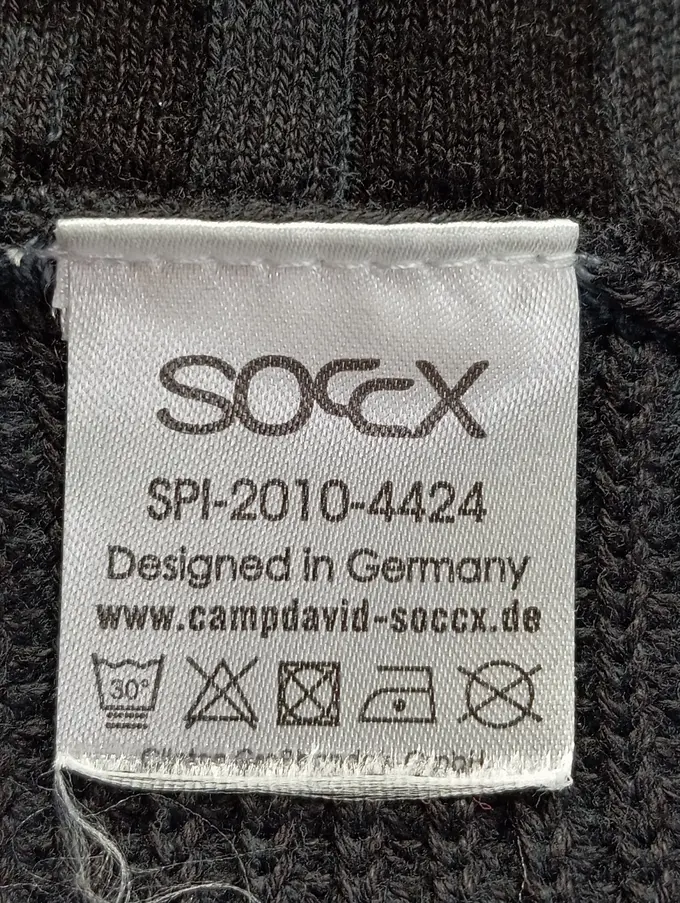 SOCCX
SPI-2010-4424
Designed in Germany
www.campdavid-soccx.de
30°